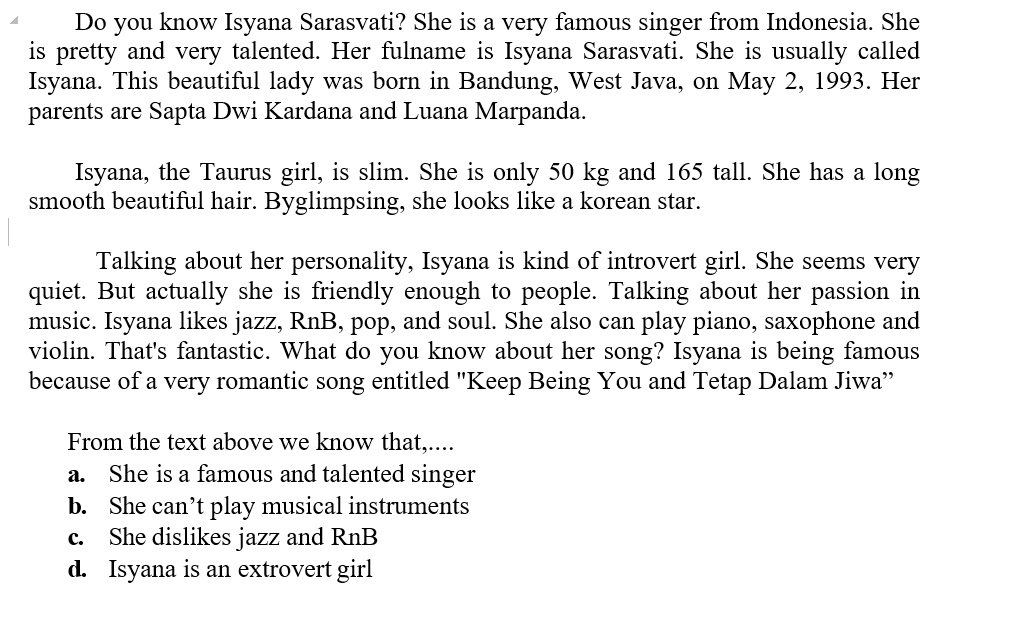 Do you know Isyana Sarasvati? She is a very famous singer from Indonesia. She
is pretty and very talented. Her fulname is Isyana Sarasvati. She is usually called
Isyana. This beautiful lady was born in Bandung, West Java, on May 2, 1993. Her
parents are Sapta Dwi Kardana and Luana Marpanda.
Isyana, the Taurus girl, is slim. She is only 50 kg and 165 tall. She has a long
smooth beautiful hair. Byglimpsing, she looks like a korean star.
Talking about her personality, Isyana is kind of introvert girl. She seems very
quiet. But actually she is friendly enough to people. Talking about her passion in
music. Isyana likes jazz, RnB, pop, and soul. She also can play piano, saxophone and
violin. That's fantastic. What do you know about her song? Isyana is being famous
because of a very romantic song entitled "Keep Being You and Tetap Dalam Jiwa”
From the text above we know that,....
a. She is a famous and talented singer
b. She can’t play musical instruments
c. She dislikes jazz and RnB
d. Isyana is an extrovert girl